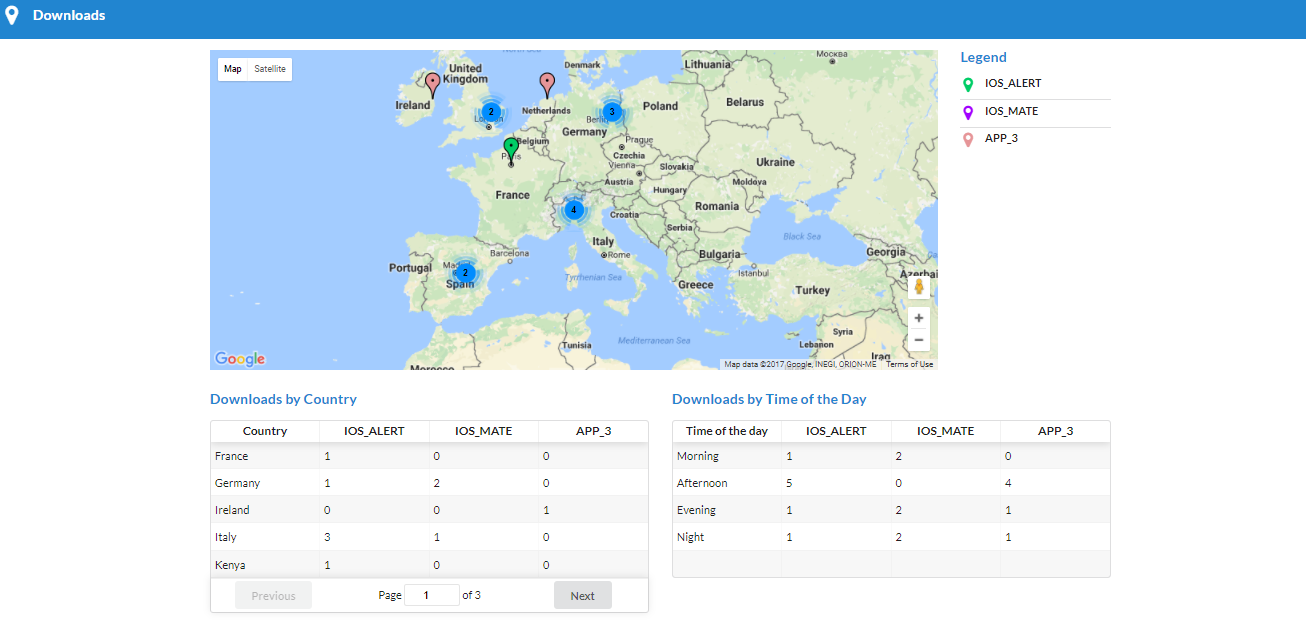 Downloads
North Sea
Москва
Denmark
Lithuania
United
Kingdom
Map Satellite
Ireland
2
London
Netherlands
Berlin
3
Poland
Belarus
Belgium
Germany
Paris
Prague
Czechia
Vienna
Slovakia
Ukraine
Austria
Hungary
Moldova
France
4
Croatia
Romania
Serbia
Black Sea
Italy
Rome
Bulgaria
Georgia
Barcelona
Portugal
2
Spain
Tyrrhenian Sea
Istanbul
Greece
Turkey
Azerbai
Tunisia
Mediterranean Sea
Syria
Lebanon
Iraq
Morocco
+
−
Google
Map data ©2017 Google, INEGI, ORION-ME Terms of Use
Legend
IOS_ALERT
IOS_MATE
APP_3
Downloads by Country
Country IOS_ALERT IOS_MATE APP_3
France 1 0 0
Germany 1 2 0
Ireland 0 0 1
Italy 3 1 0
Kenya 1 0 0
Previous Page 1 of 3 Next
Downloads by Time of the Day
Time of the day IOS_ALERT IOS_MATE APP_3
Morning 1 2 0
Afternoon 5 0 4
Evening 1 2 1
Night 1 2 1